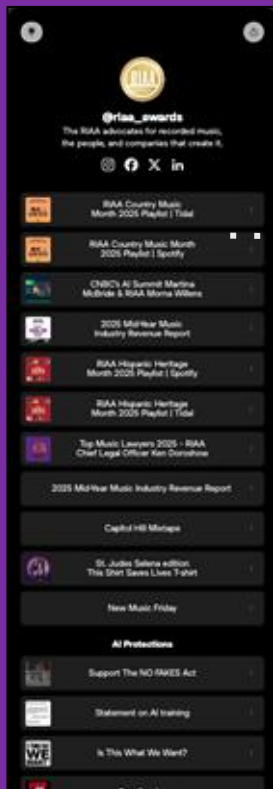 RIAA
@riaa_awards
The RIAA advocates for recorded music,
the people, and companies that create it.
RIAA Country Music
Month 2025 Playlist | Tidal
RIAA Country Music Month
2025 Playlist | Spotify
CNBC's AI Summit Martina
McBride & RIAA Morna Willens
2025 Mid-Year Music
Industry Revenue Report
RIAA Hispanic Heritage
Month 2025 Playlist | Spotify
RIAA Hispanic Heritage
Month 2025 Playlist | Tidal
Top Music Lawyers 2025 - RIAA
Chief Legal Officer Ken Doroshow
2025 Mid-Year Music Industry Revenue Report
Capitol Hill Mixtape
St. Judes Selena edition
This Shirt Saves Lives T-shirt
New Music Friday
AI Protections
Support The NO FAKES Act
Statement on AI training
WE
Is This What We Want?